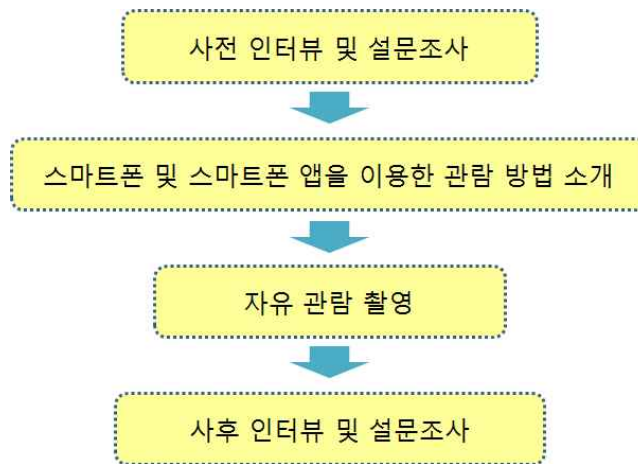 사전 인터뷰 및 설문조사
스마트폰 및 스마트폰 앱을 이용한 관람 방법 소개
자유 관람 촬영
사후 인터뷰 및 설문조사